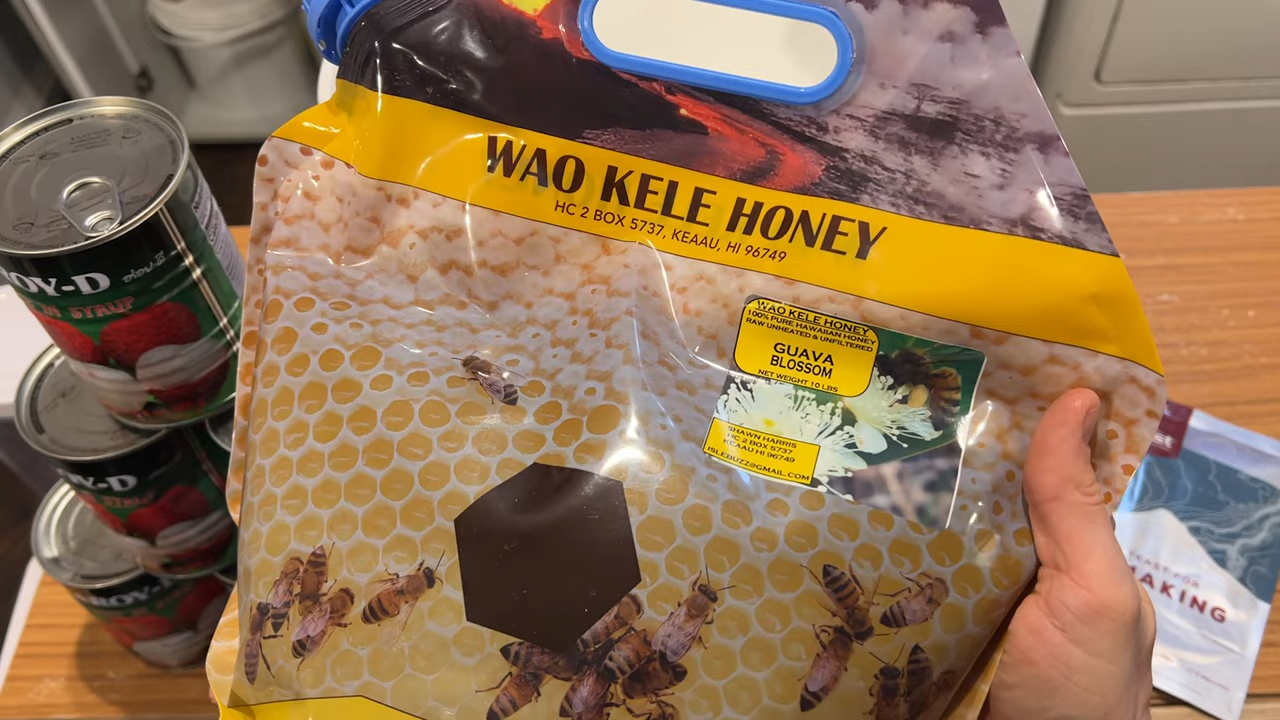 WAO KELE HONEY
HC 2 BOX 5737, KEAAU, HI 96749
WAO KELE HONEY
100% PURE HAWAIIAN HONEY
RAW UNHEATED & UNFILTERED
GUAVA
BLOSSOM
NET WEIGHT 10 LBS
SHAWN HARRIS
HC 2 BOX 5737
KEAAU HI 96749
ISLEBUZZ@GMAIL.COM
OY-D
SYRUP
Y-D
OY-D
AKING